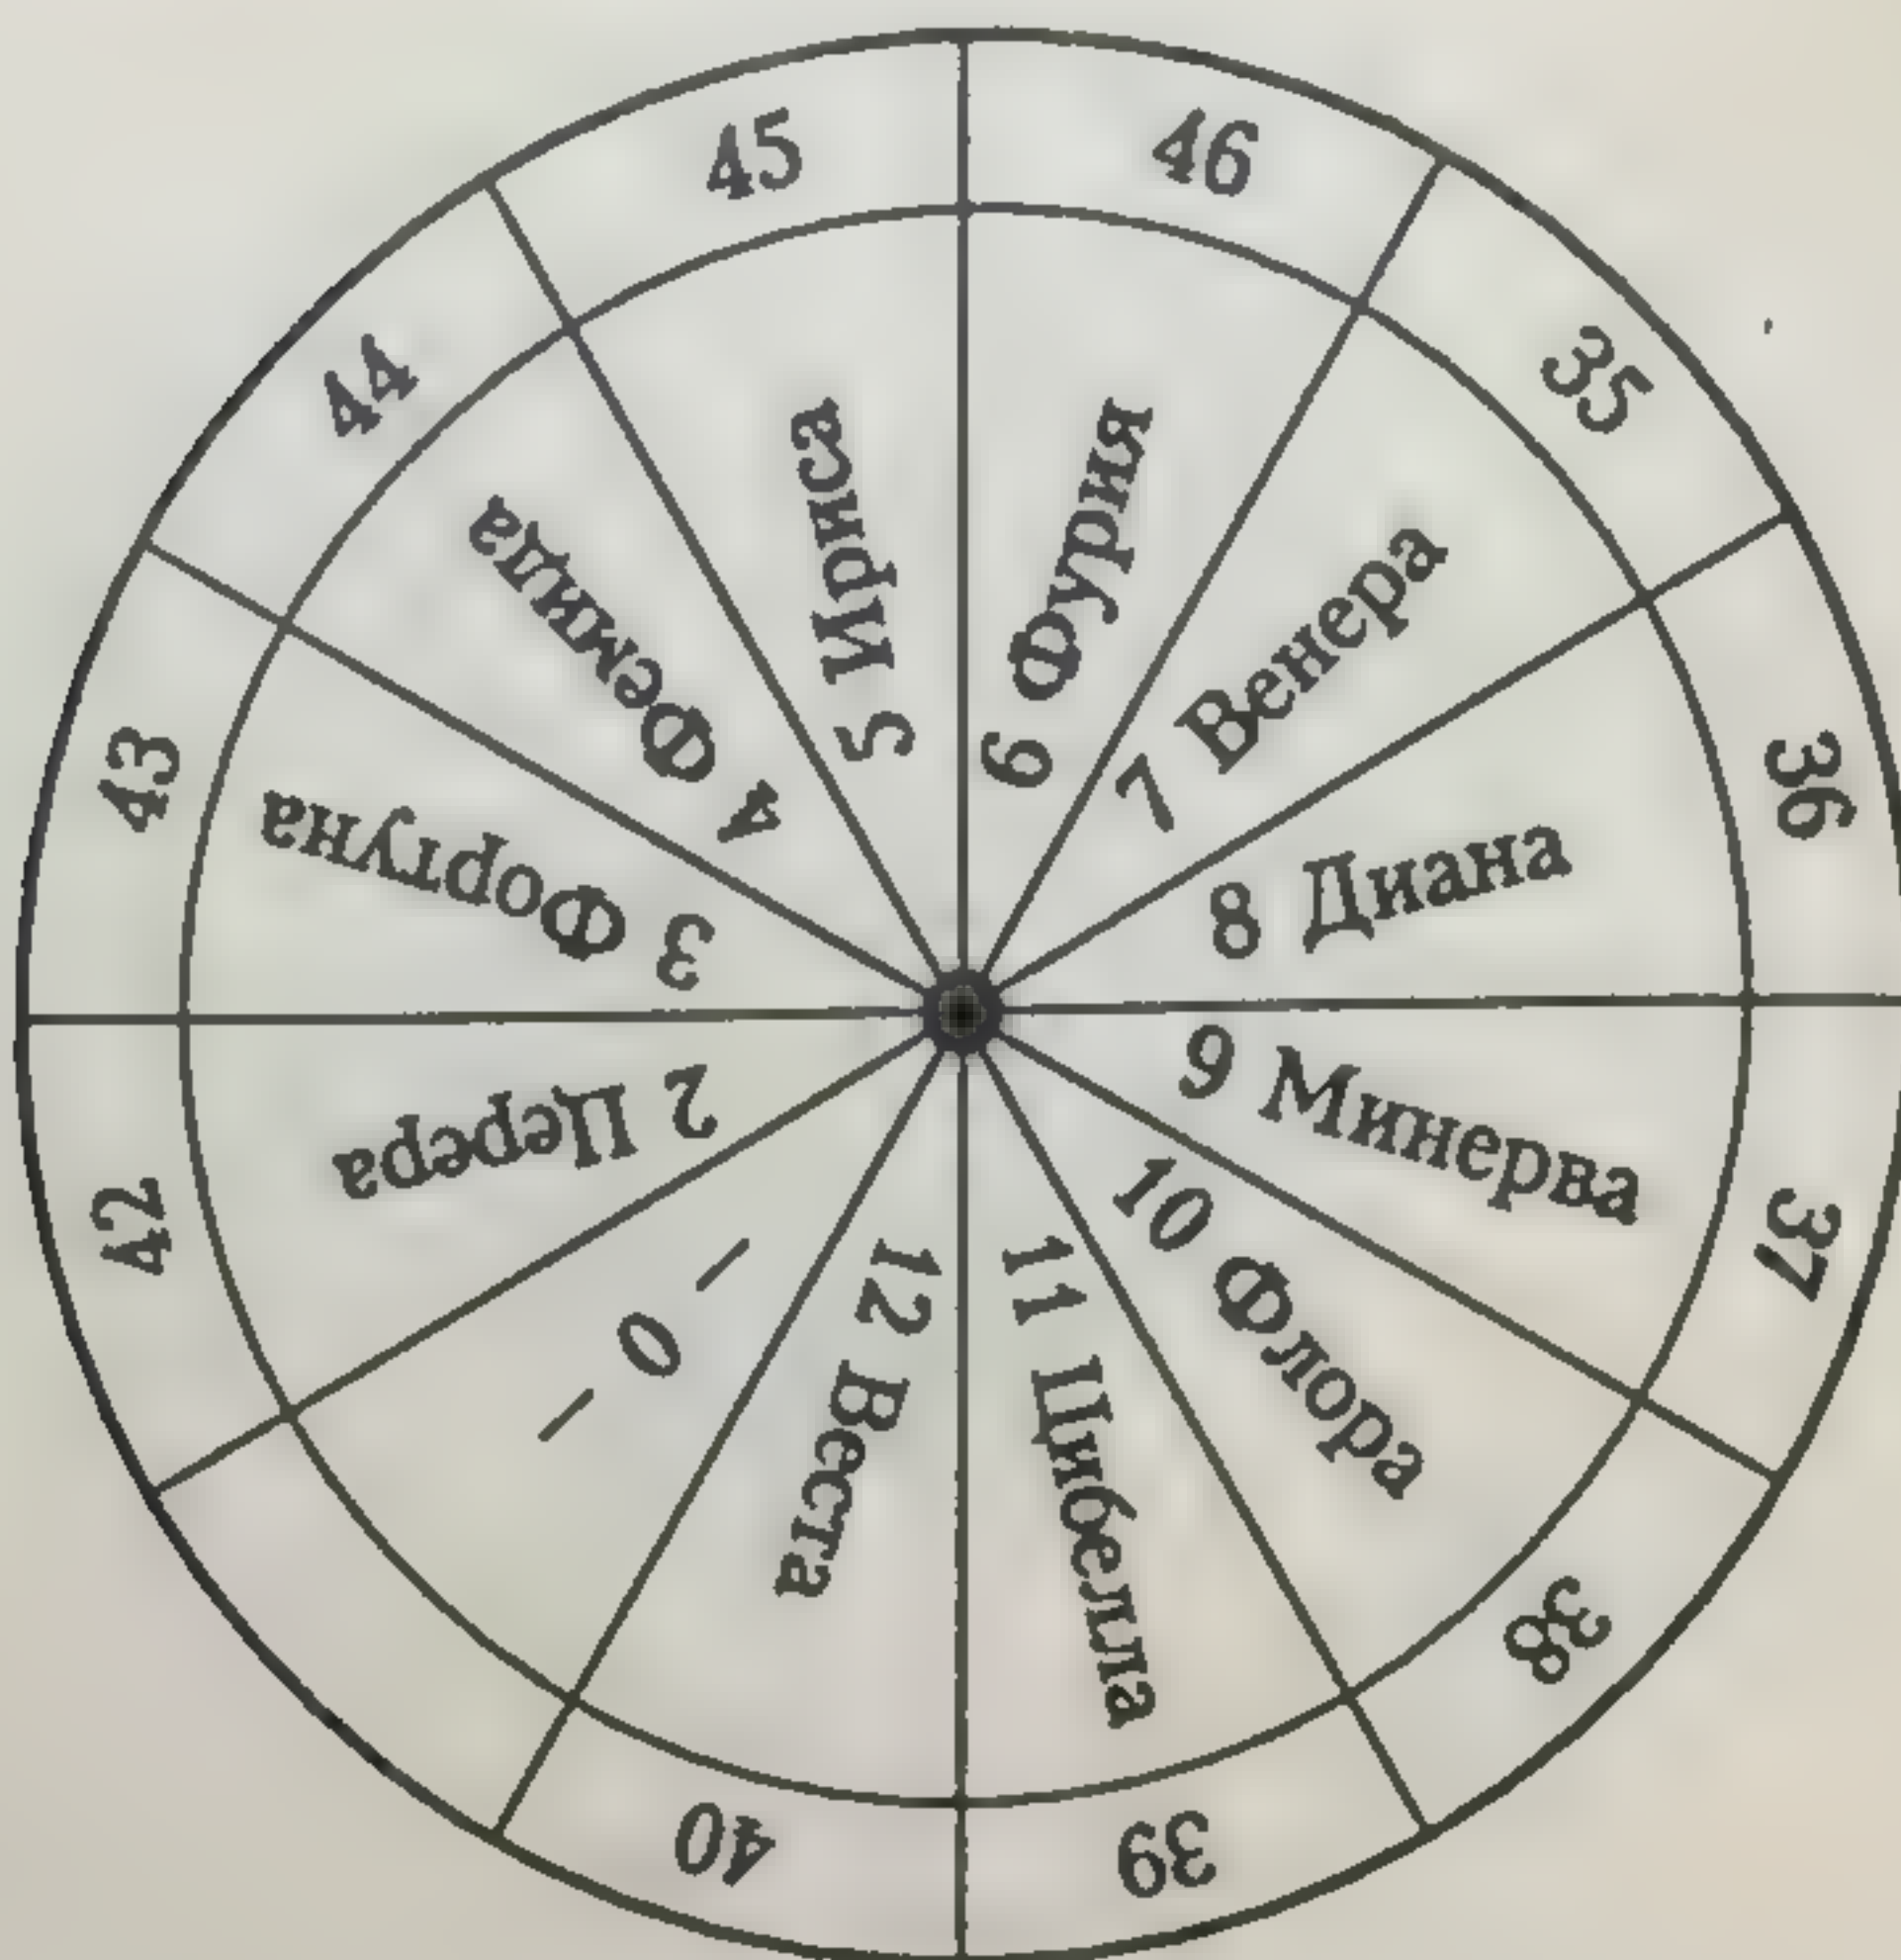 45
46
35
36
37
38
39
40
42
43
44
– 0 –
2 Церера
3 Фортуна
4 Фемида
5 Ириса
6 Фурия
7 Венера
8 Диана
9 Минерва
10 Флора
11 Цибелла
12 Веста